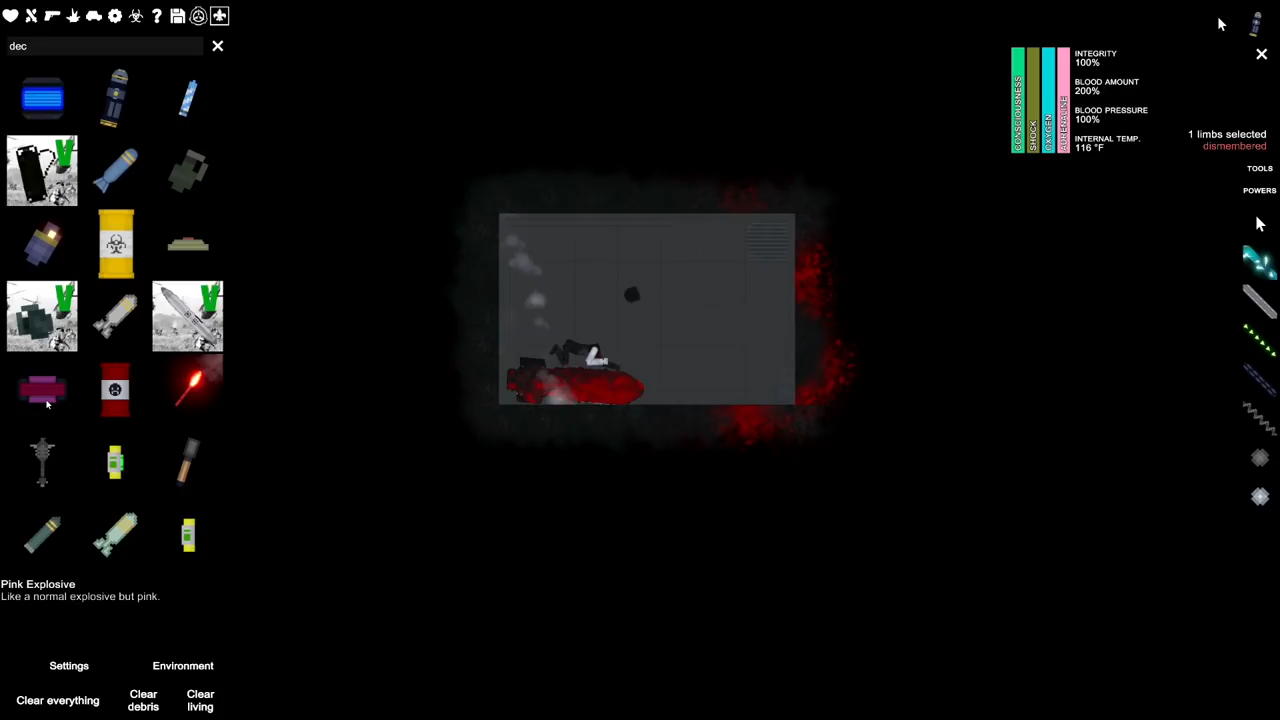 dec
INTEGRITY
100%
BLOOD AMOUNT
200%
BLOOD PRESSURE
100%
INTERNAL TEMP.
116 °F
CONSCIOUSNESS
SHOCK
OXYGEN
ADRENALINE
1 limbs selected
dismembered
TOOLS
POWERS
Pink Explosive
Like a normal explosive but pink.
Settings
Environment
Clear everything
Clear
debris
Clear
living